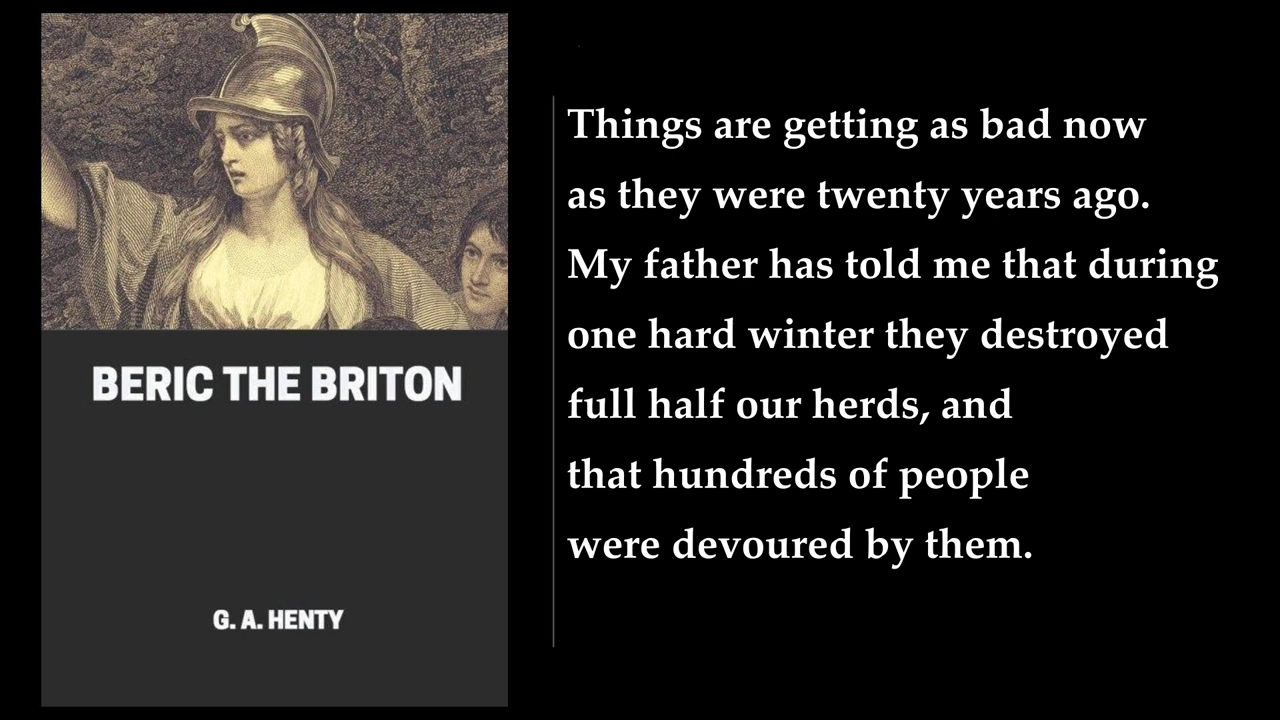 BERIC THE BRITON
G. A. HENTY
Things are getting as bad now
as they were twenty years ago.
My father has told me that during
one hard winter they destroyed
full half our herds, and
that hundreds of people
were devoured by them.